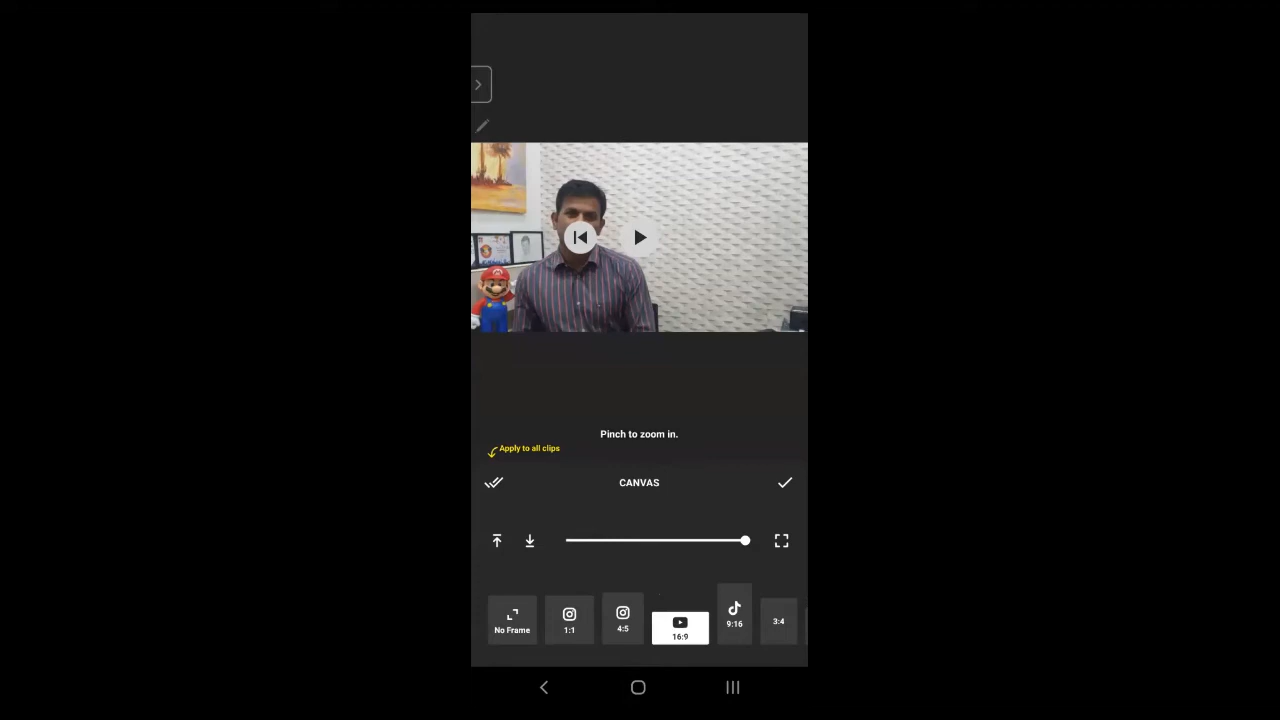 Pinch to zoom in.
Apply to all clips
CANVAS
No Frame
1:1
4:5
16:9
9:16
3:4